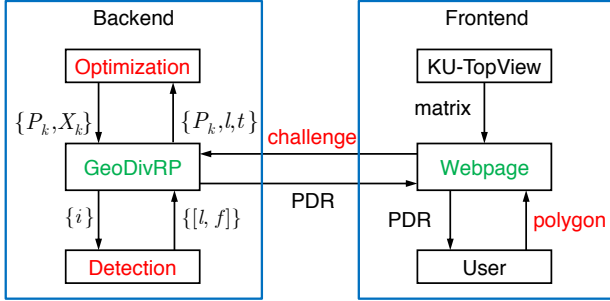 Backend
Frontend
Optimization
KU-TopView
{P_k, X_k}
{P_k, l, t}
matrix
challenge
GeoDivRP
Webpage
PDR
{i}
{[l, f]}
PDR
polygon
Detection
User